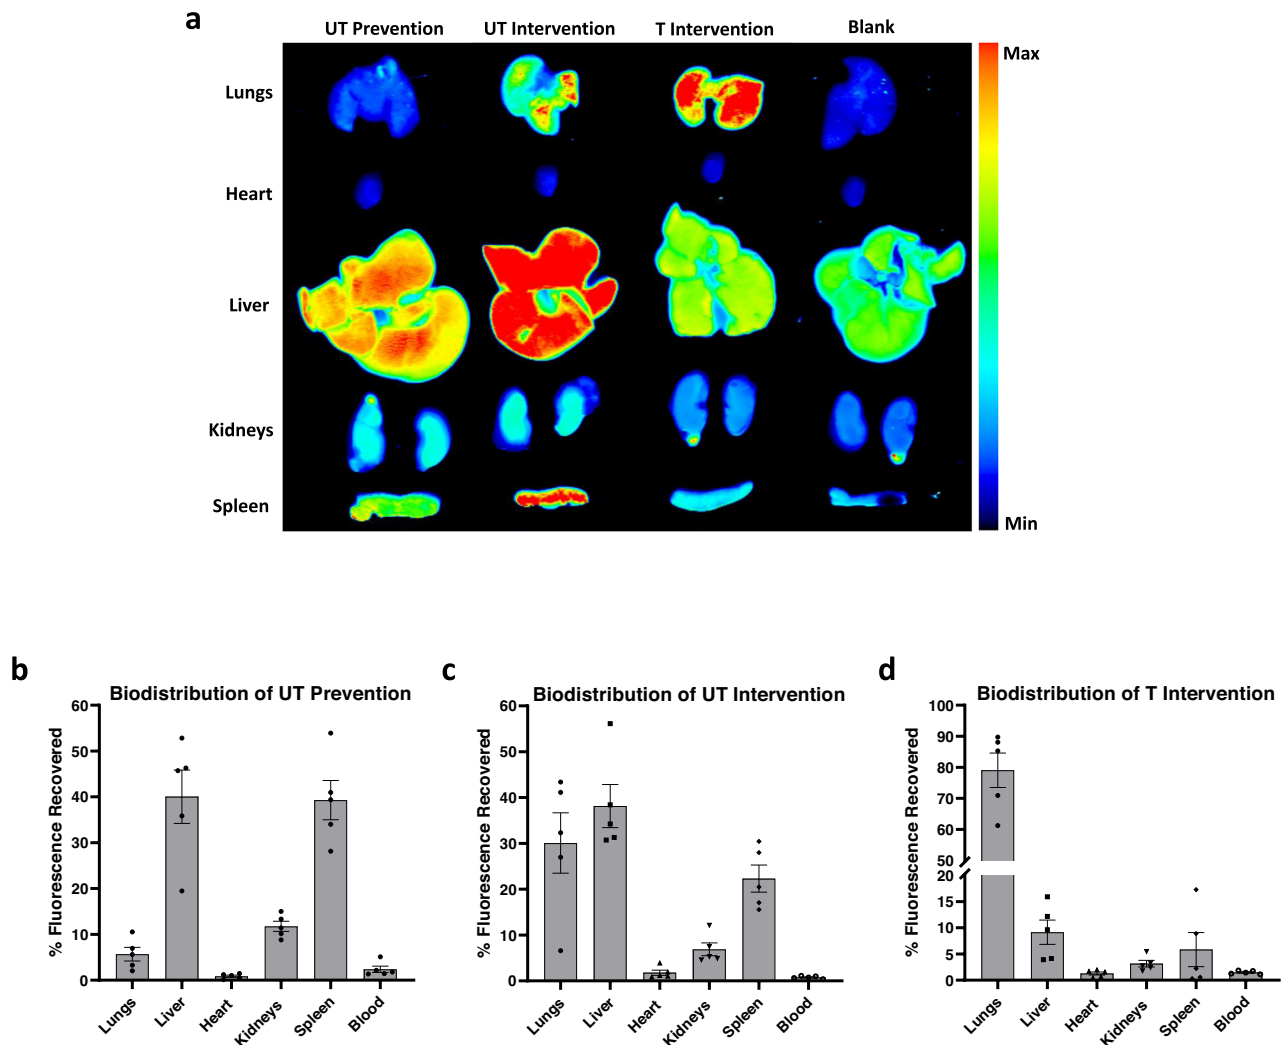 a
UT Prevention UT Intervention T Intervention Blank
Max
Lungs
Heart
Liver
Kidneys
Spleen
Min
b
Biodistribution of UT Prevention
% Fluorescence Recovered
60
50
40
30
20
10
0
Lungs Liver Heart Kidneys Spleen Blood
c
Biodistribution of UT Intervention
% Fluorescence Recovered
60
50
40
30
20
10
0
Lungs Liver Heart Kidneys Spleen Blood
d
Biodistribution of T Intervention
% Fluorescence Recovered
100
90
80
70
60
50
20
15
10
5
0
Lungs Liver Heart Kidneys Spleen Blood